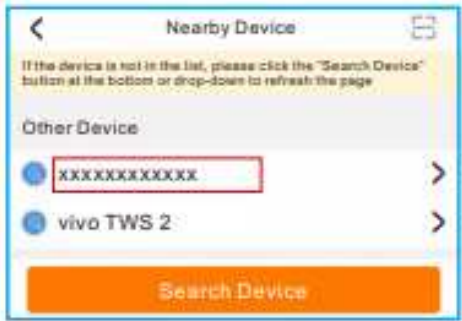 Nearby Device
If the device is not in the list, please click the "Search Device"
button at the bottom or drop-down to refresh the page
Other Device
xxxxxxxxxxxx
vivo TWS 2
Search Device